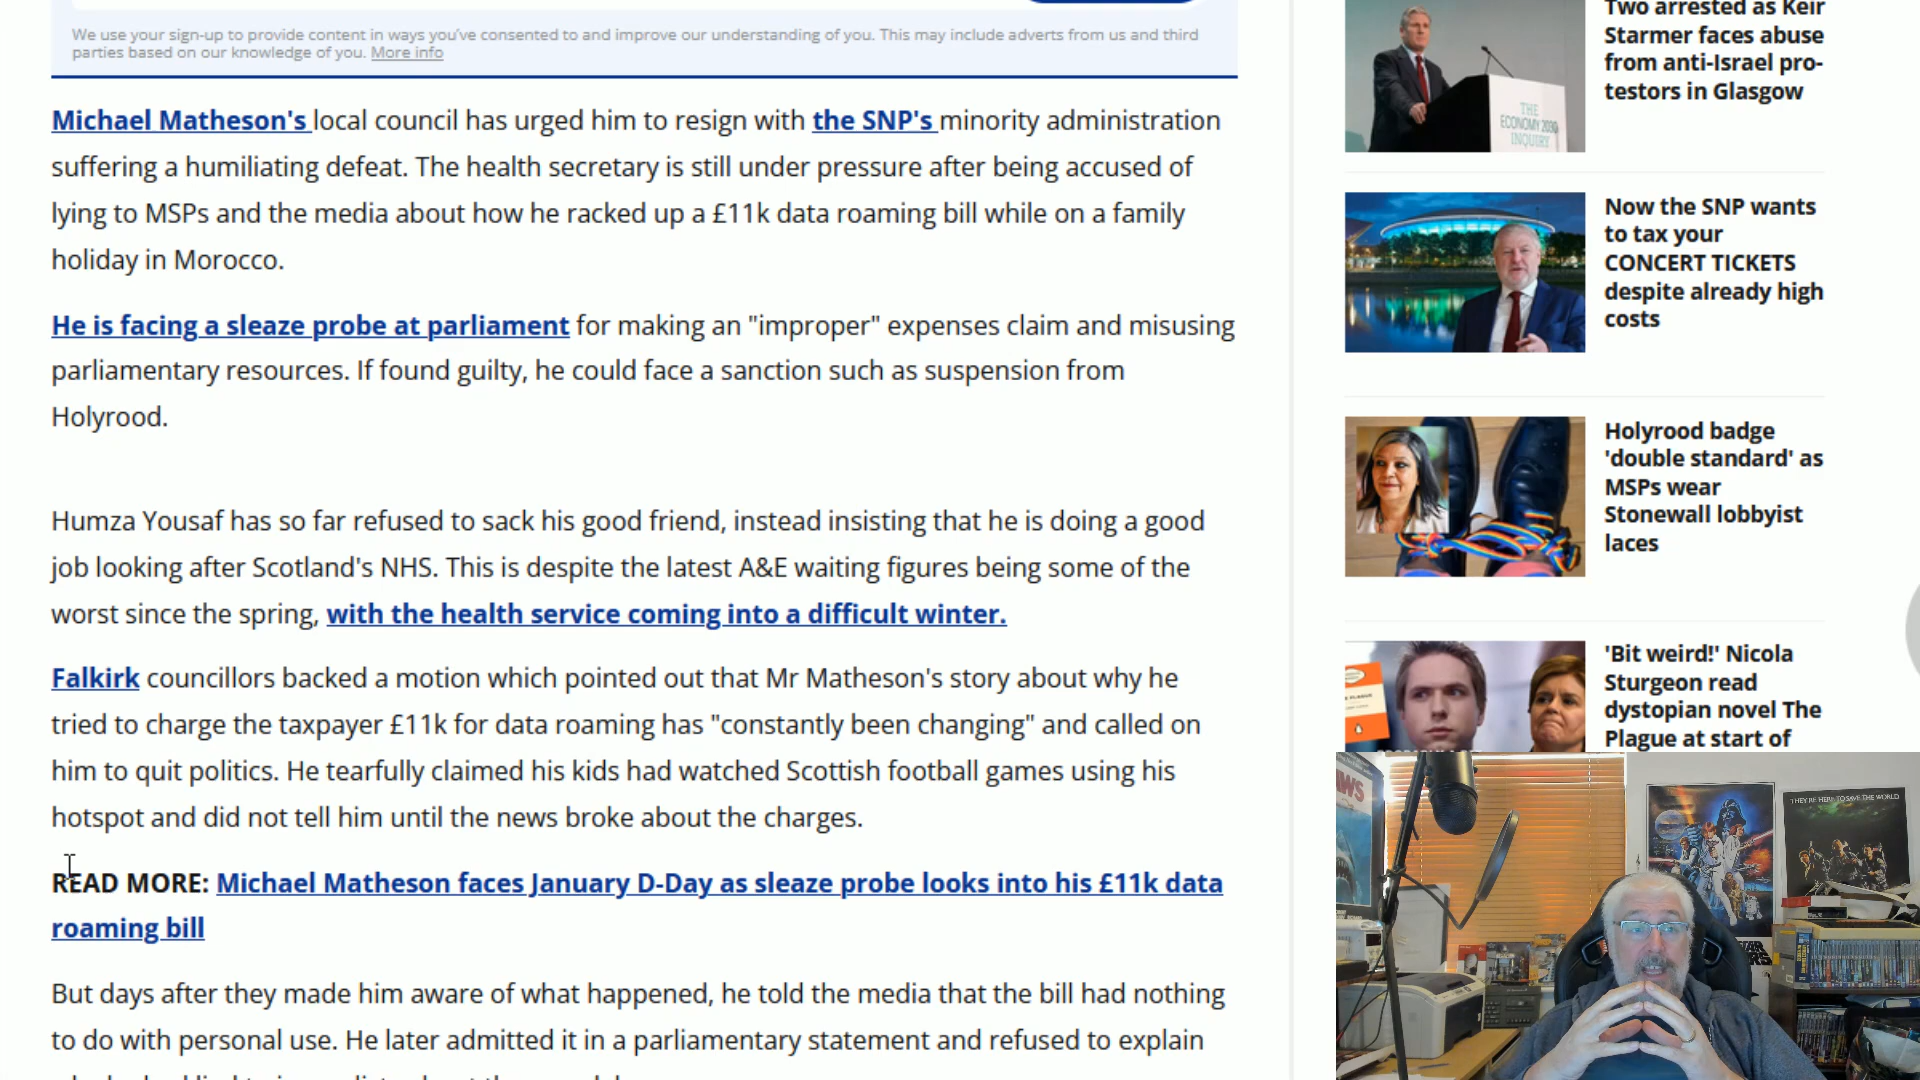 We use your sign-up to provide content in ways you've consented to and improve our understanding of you. This may include adverts from us and third
parties based on our knowledge of you. More info
Michael Matheson's local council has urged him to resign with the SNP's minority administration
suffering a humiliating defeat. The health secretary is still under pressure after being accused of
lying to MSPs and the media about how he racked up a £11k data roaming bill while on a family
holiday in Morocco.
He is facing a sleaze probe at parliament for making an "improper" expenses claim and misusing
parliamentary resources. If found guilty, he could face a sanction such as suspension from
Holyrood.
Humza Yousaf has so far refused to sack his good friend, instead insisting that he is doing a good
job looking after Scotland's NHS. This is despite the latest A&E waiting figures being some of the
worst since the spring, with the health service coming into a difficult winter.
Falkirk councillors backed a motion which pointed out that Mr Matheson's story about why he
tried to charge the taxpayer £11k for data roaming has "constantly been changing" and called on
him to quit politics. He tearfully claimed his kids had watched Scottish football games using his
hotspot and did not tell him until the news broke about the charges.
READ MORE: Michael Matheson faces January D-Day as sleaze probe looks into his £11k data
roaming bill
But days after they made him aware of what happened, he told the media that the bill had nothing
to do with personal use. He later admitted it in a parliamentary statement and refused to explain
Two arrested as Keir
Starmer faces abuse
from anti-Israel pro-
testors in Glasgow
THE
ECONOMY 2030
INQUIRY
Now the SNP wants
to tax your
CONCERT TICKETS
despite already high
costs
Holyrood badge
'double standard' as
MSPs wear
Stonewall lobbyist
laces
'Bit weird!' Nicola
Sturgeon read
dystopian novel The
Plague at start of
THEY'RE HERE TO SAVE THE WORLD
STAR
WARS